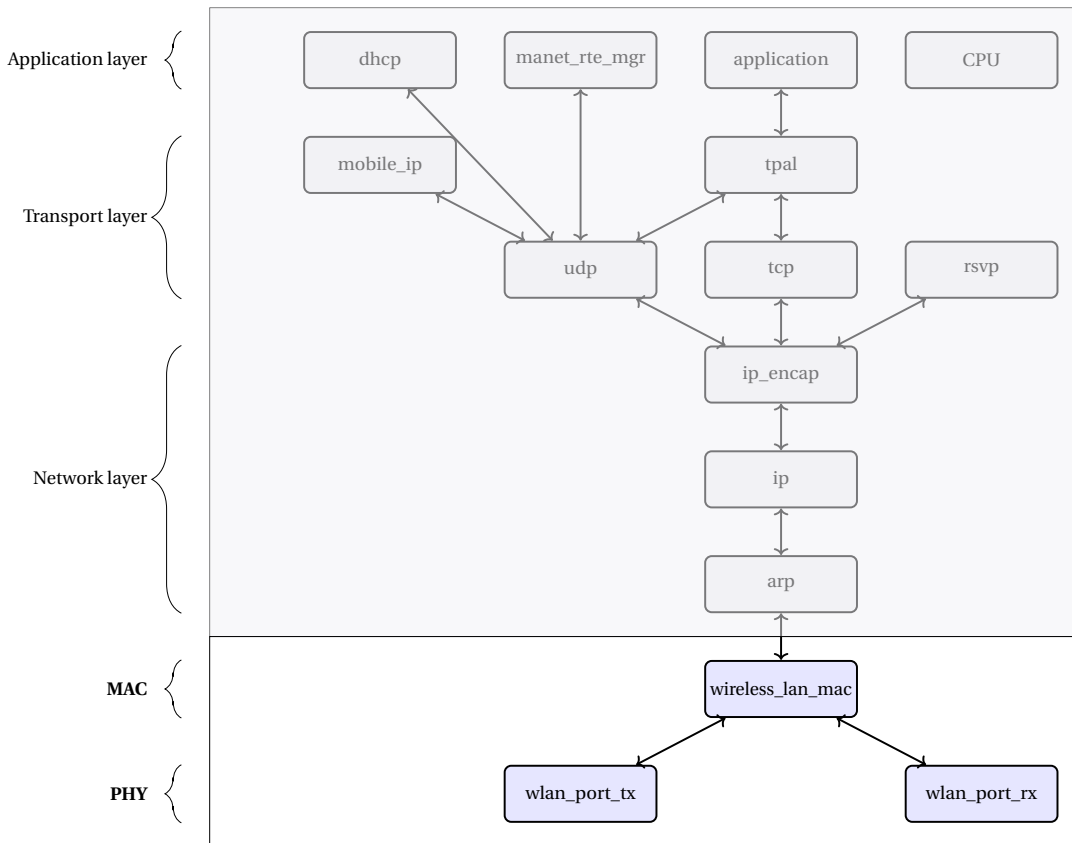 Application layer
dhcp
manet_rte_mgr
application
CPU
mobile_ip
tpal
Transport layer
udp
tcp
rsvp
ip_encap
Network layer
ip
arp
MAC
wireless_lan_mac
PHY
wlan_port_tx
wlan_port_rx